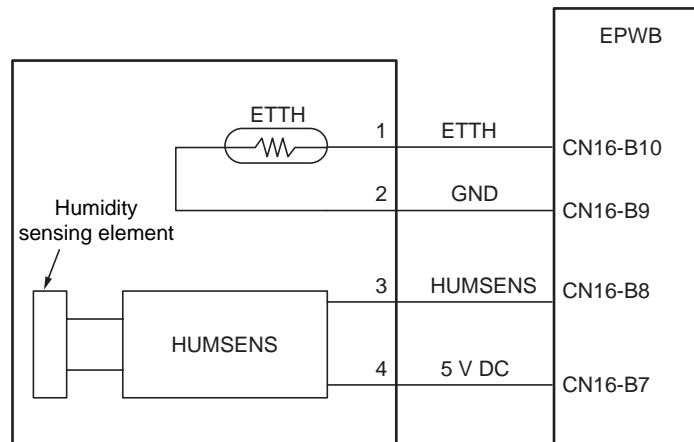 EPWB
ETTH
1
ETTH
CN16-B10
2
GND
CN16-B9
Humidity
sensing element
3
HUMSENS
CN16-B8
HUMSENS
4
5 V DC
CN16-B7